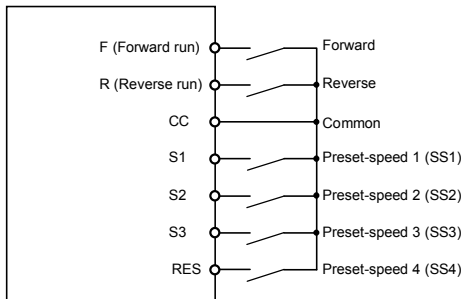 F (Forward run) Forward
R (Reverse run) Reverse
CC Common
S1 Preset-speed 1 (SS1)
S2 Preset-speed 2 (SS2)
S3 Preset-speed 3 (SS3)
RES Preset-speed 4 (SS4)